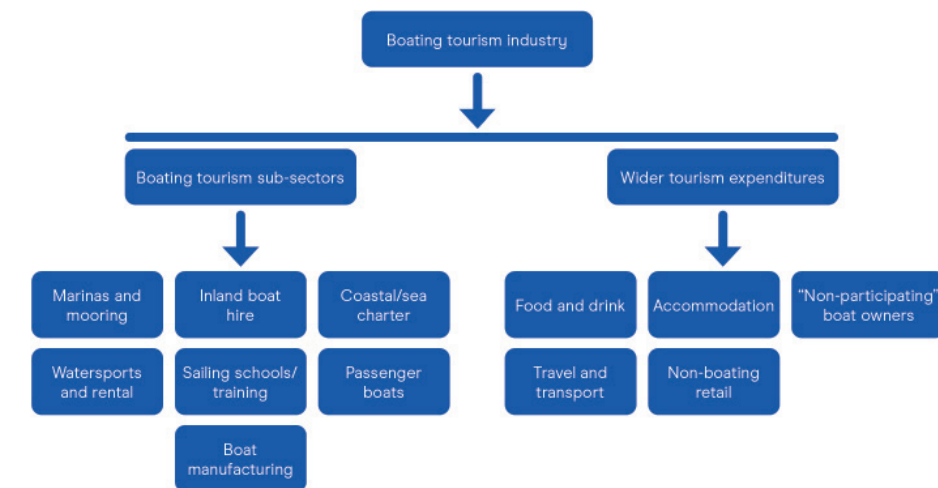 Boating tourism industry
Boating tourism sub-sectors
Wider tourism expenditures
Marinas and
mooring
Inland boat
hire
Coastal/sea
charter
Food and drink
Accommodation
"Non-participating"
boat owners
Watersports
and rental
Sailing schools/
training
Passenger
boats
Travel and
transport
Non-boating
retail
Boat
manufacturing